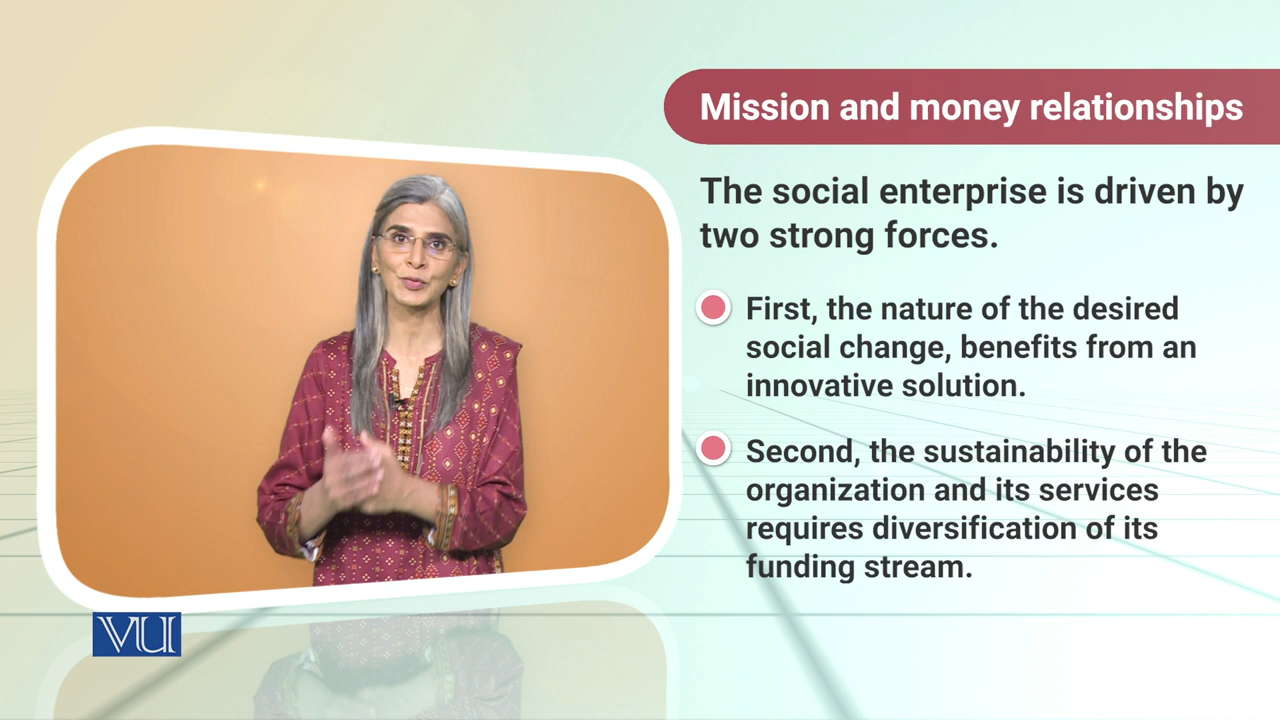 Mission and money relationships
The social enterprise is driven by
two strong forces.
First, the nature of the desired
social change, benefits from an
innovative solution.
Second, the sustainability of the
organization and its services
requires diversification of its
funding stream.
VU